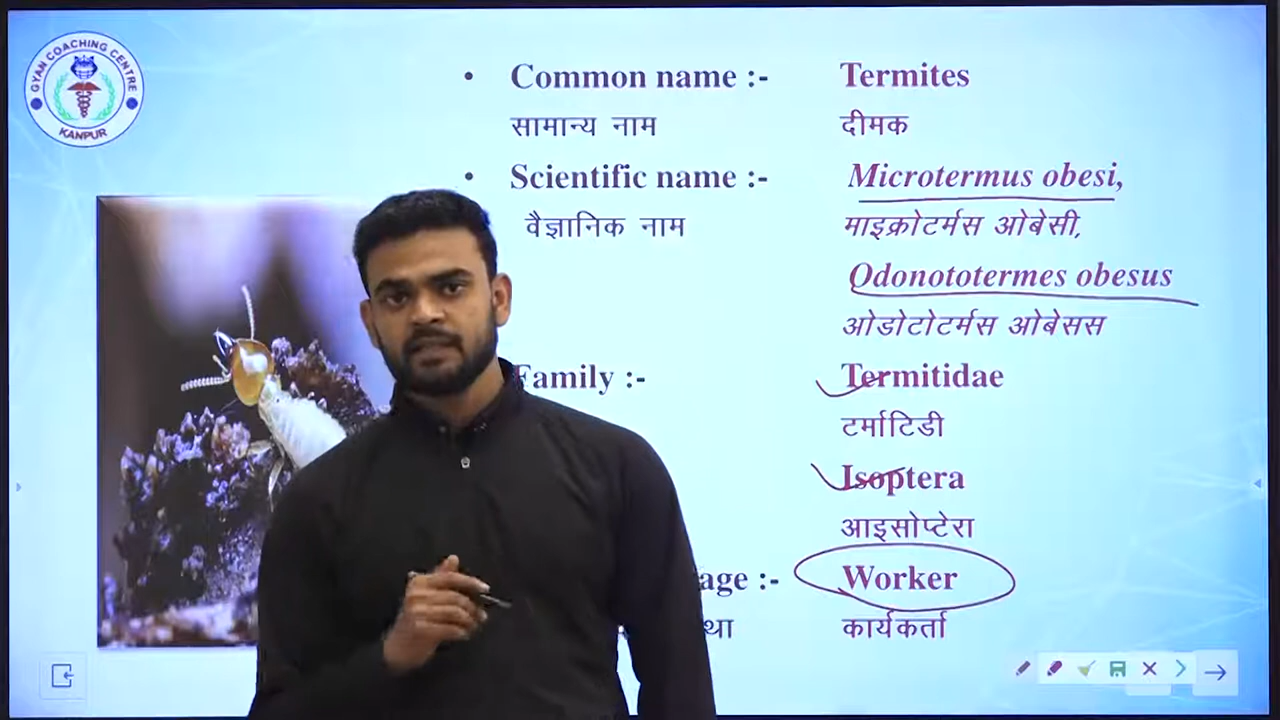 GYAN COACHING CENTRE
KANPUR
• Common name :- Termites
सामान्य नाम दीमक
• Scientific name :- Microtermus obesi,
वैज्ञानिक नाम माइक्रोटर्मस ओबेसी,
Odonototermes obesus
ओडोटोटर्मस ओबेसस
Family :- Termitidae
टर्माटिडी
Isoptera
आइसोप्टेरा
age :- Worker
था कार्यकर्ता